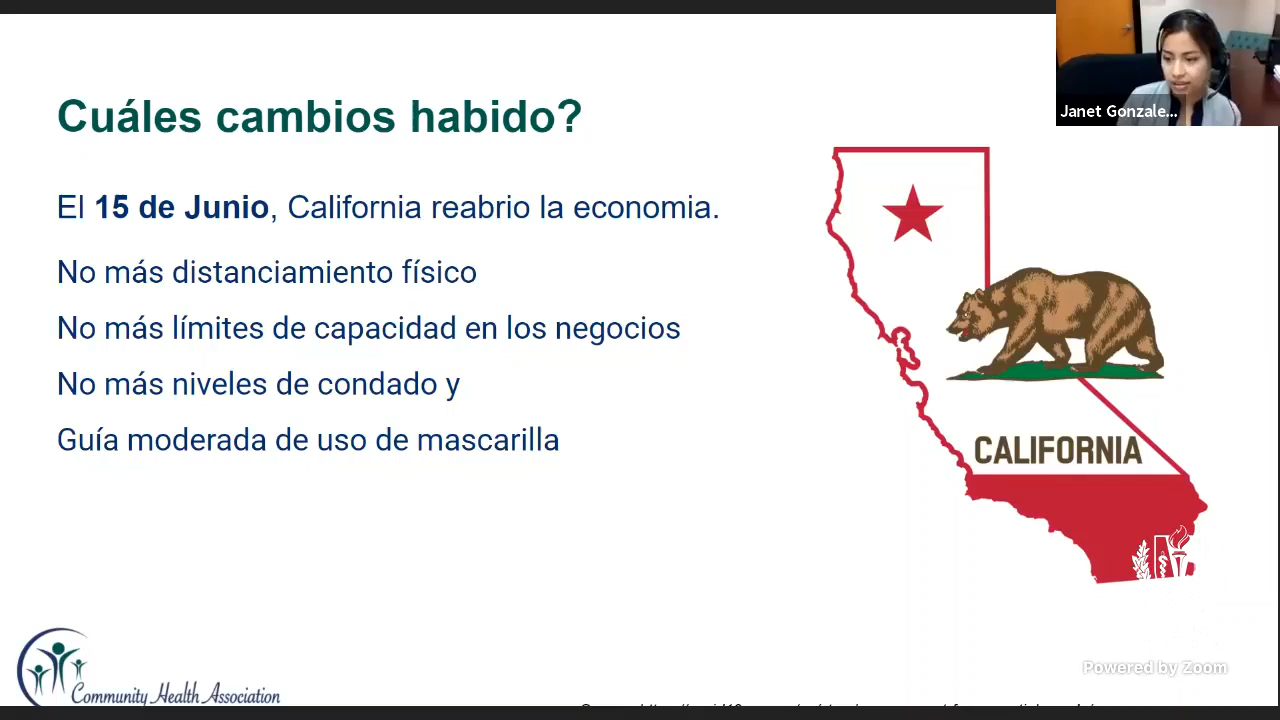 Cuáles cambios habido?
El 15 de Junio, California reabrio la economia.
No más distanciamiento físico
No más límites de capacidad en los negocios
No más niveles de condado y
Guía moderada de uso de mascarilla
CALIFORNIA
Janet Gonzale...
Community Health Association
Powered by Zoom